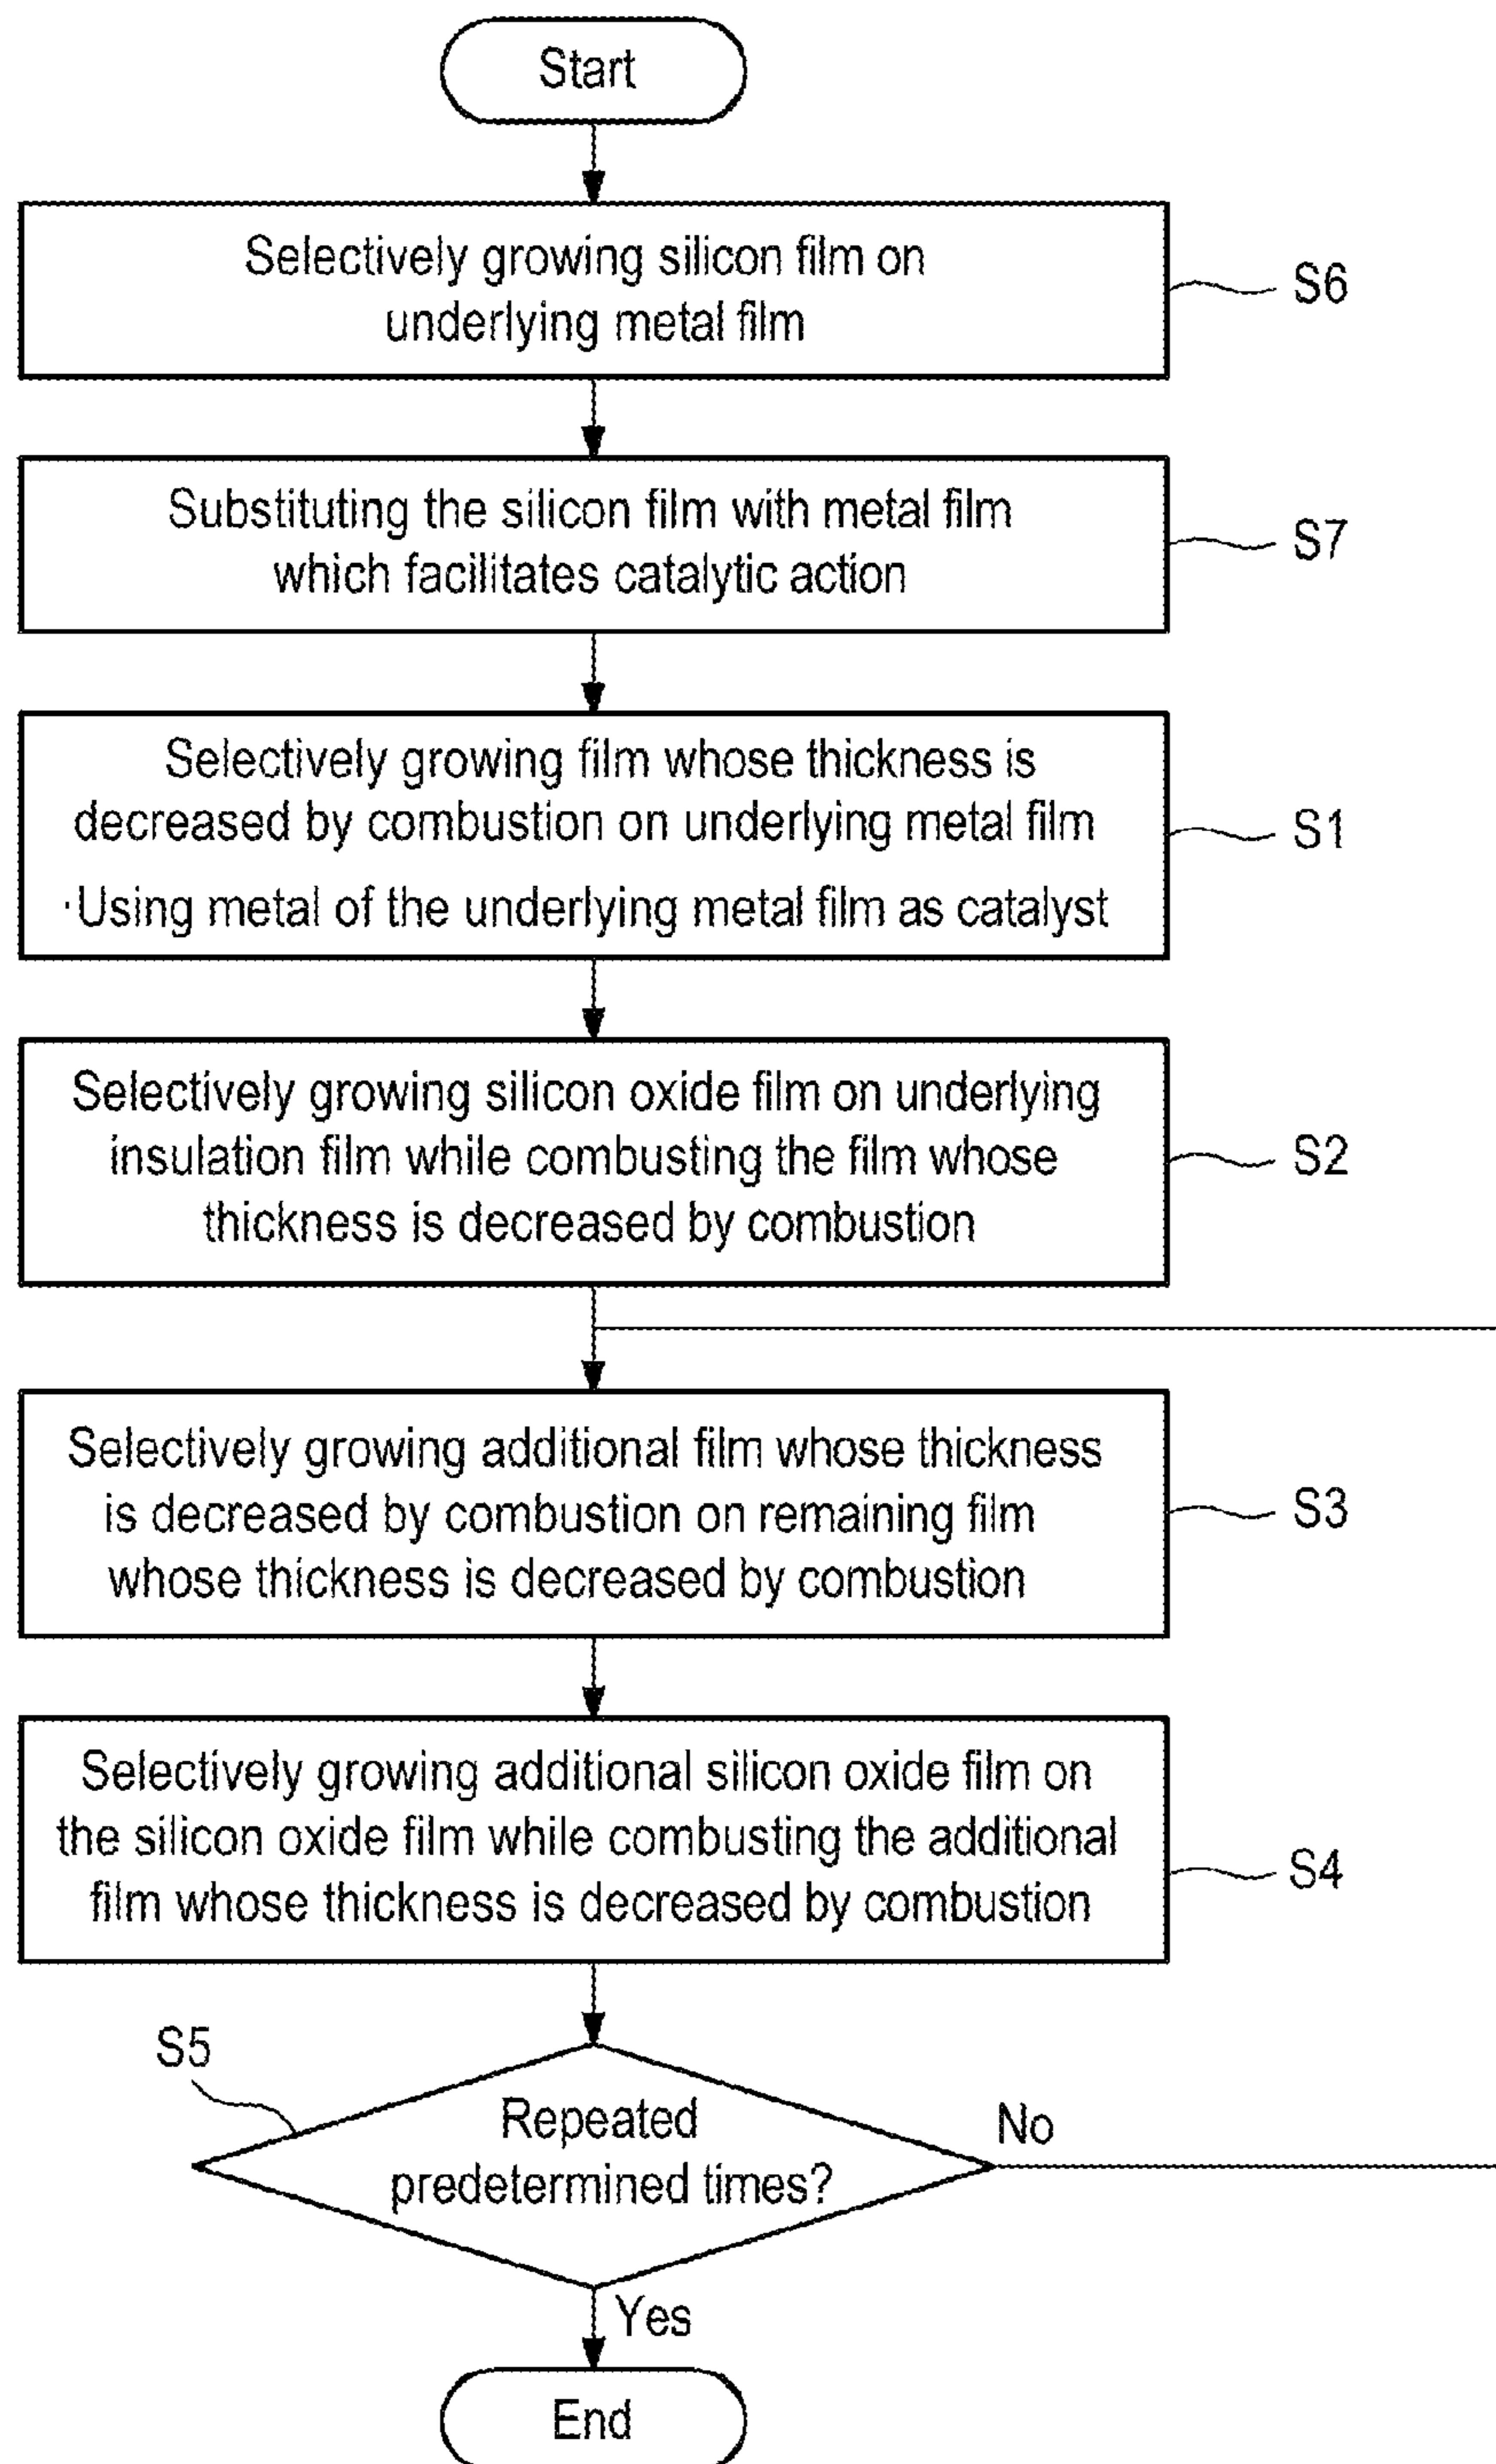 Start
Selectively growing silicon film on
underlying metal film
S6
Substituting the silicon film with metal film
which facilitates catalytic action
S7
Selectively growing film whose thickness is
decreased by combustion on underlying metal film
·Using metal of the underlying metal film as catalyst
S1
Selectively growing silicon oxide film on underlying
insulation film while combusting the film whose
thickness is decreased by combustion
S2
Selectively growing additional film whose thickness
is decreased by combustion on remaining film
whose thickness is decreased by combustion
S3
Selectively growing additional silicon oxide film on
the silicon oxide film while combusting the additional
film whose thickness is decreased by combustion
S4
S5
Repeated
predetermined times?
No
Yes
End